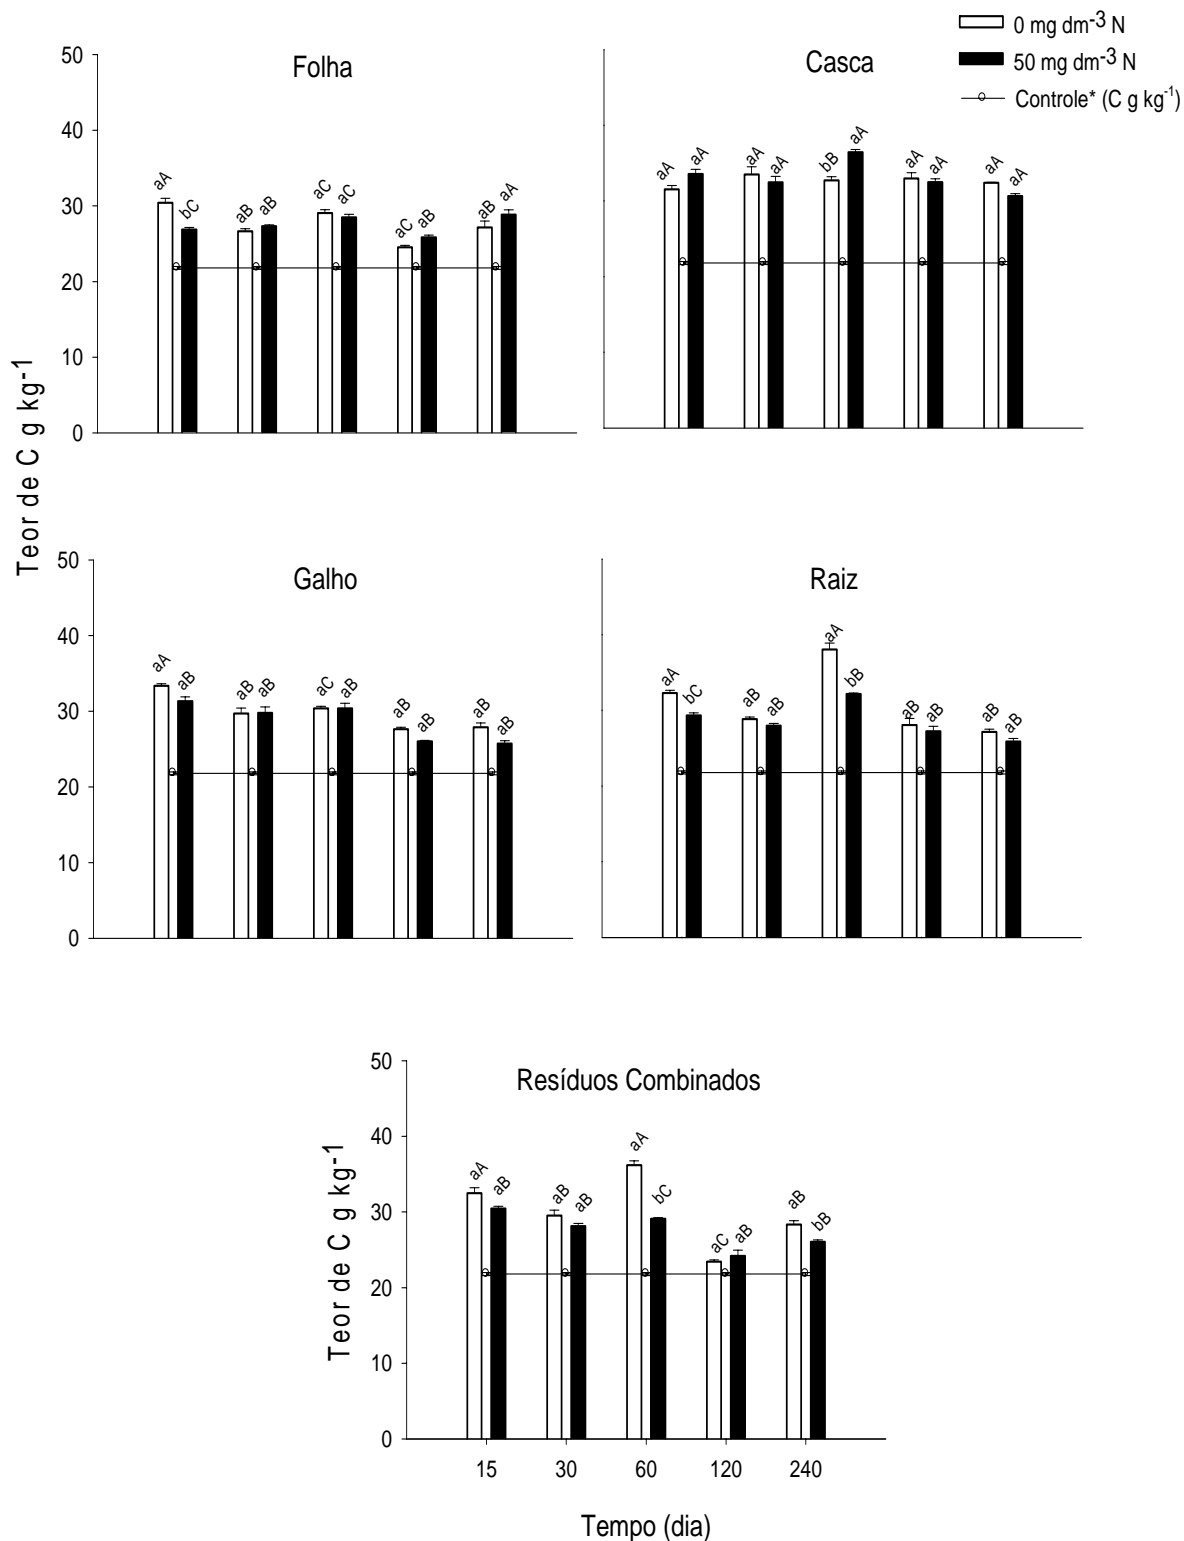 0 mg dm-3 N
50 mg dm-3 N
Controle* (C g kg-1)
Folha
Casca
50
40
30
20
10
0
aA
bC
aB
aB
aC
aC
aC
aB
aB
aA
aA
aA
aA
aA
bB
aA
aA
aA
aA
aA
Teor de C g kg-1
Galho
Raiz
50
40
30
20
10
0
aA
aB
aB
aB
aC
aB
aB
aB
aB
aB
aA
bC
aB
aB
aA
bB
aB
aB
aB
aB
Resíduos Combinados
Teor de C g kg-1
50
40
30
20
10
0
aA
aB
aB
aB
aA
bC
aC
aB
aB
bB
15
30
60
120
240
Tempo (dia)